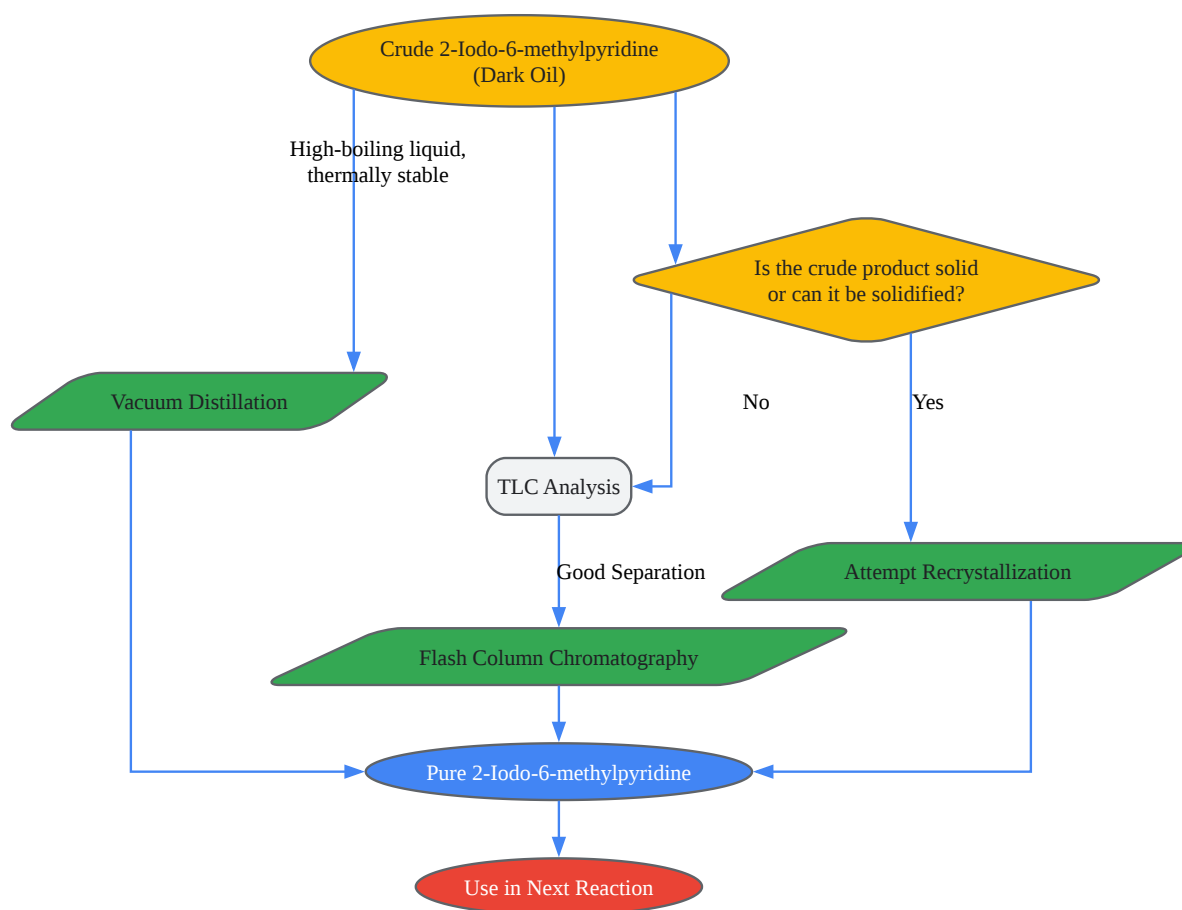 Crude 2-Iodo-6-methylpyridine
(Dark Oil)
High-boiling liquid,
thermally stable
Is the crude product solid
or can it be solidified?
Vacuum Distillation
No
Yes
TLC Analysis
Good Separation
Attempt Recrystallization
Flash Column Chromatography
Pure 2-Iodo-6-methylpyridine
Use in Next Reaction